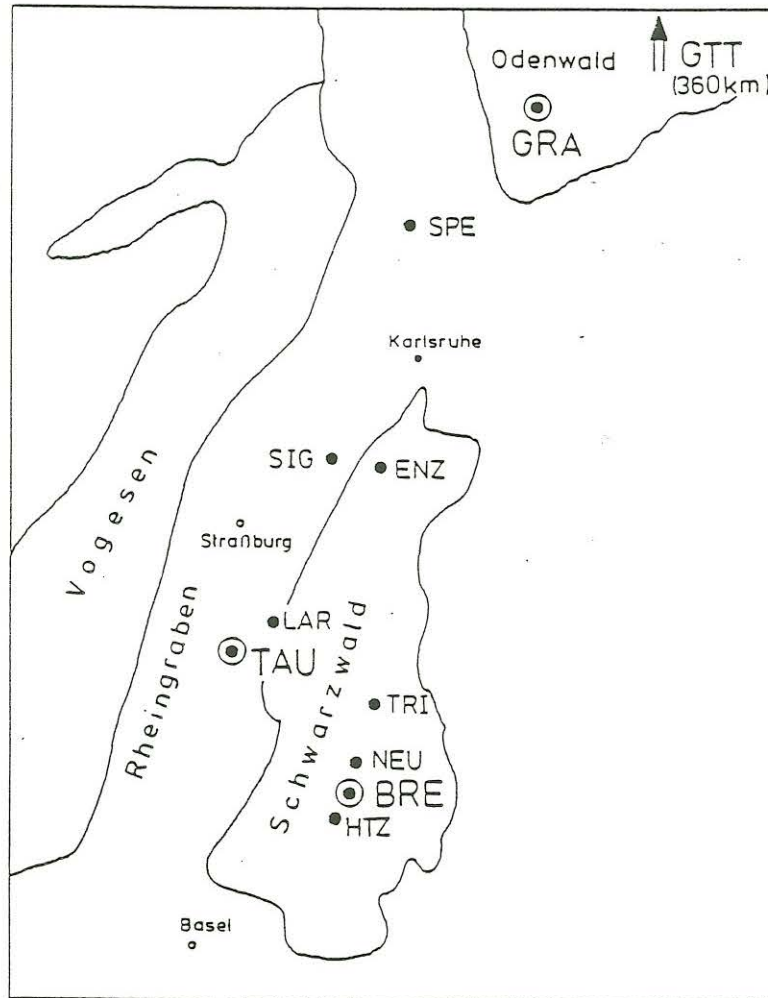 Odenwald
GTT
(360km)
GRA
SPE
Karlsruhe
SIG
ENZ
Vogesen
Straßburg
Rheingraben
LAR
TAU
Schwarzwald
TRI
NEU
BRE
HTZ
Basel